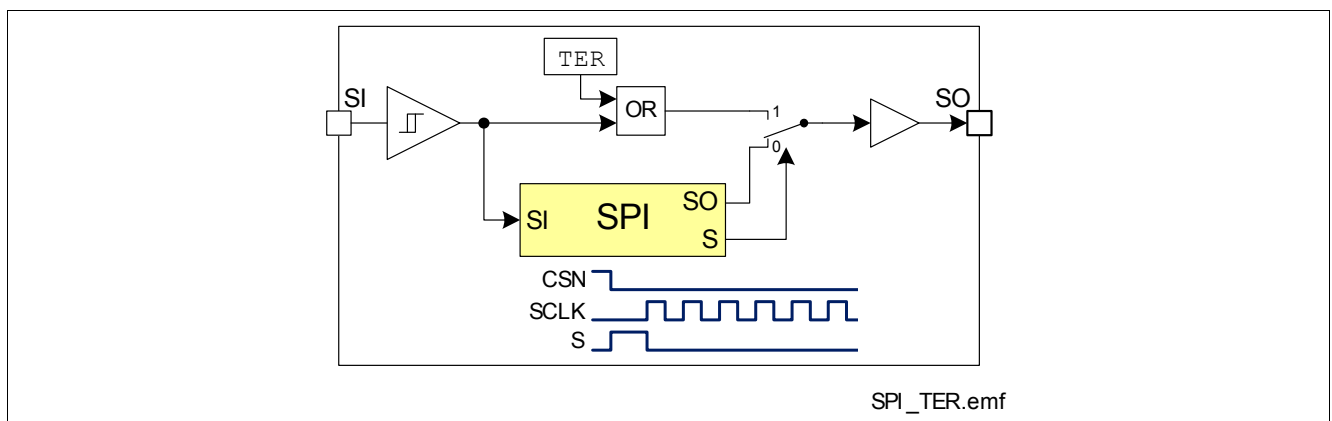 TER
SI
OR
1
SO
0
SI
SPI
SO
S
CSN
SCLK
S
SPI_TER.emf